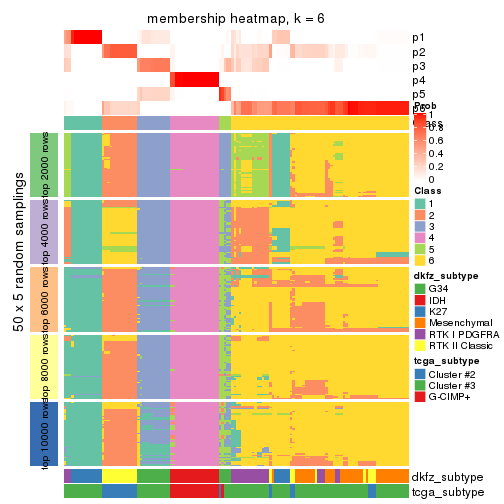 membership heatmap, k = 6
p1
p2
p3
p4
p5
Prob
1
0.8
0.6
0.4
0.2
0
Class
1
2
3
4
5
6
dkfz_subtype
G34
IDH
K27
Mesenchymal
RTK I PDGFRA
RTK II Classic
tcga_subtype
Cluster #2
Cluster #3
G-CIMP+
50 x 5 random samplings
top 2000 rows
top 4000 rows
top 6000 rows
top 8000 rows
top 10000 rows
dkfz_subtype
tcga_subtype